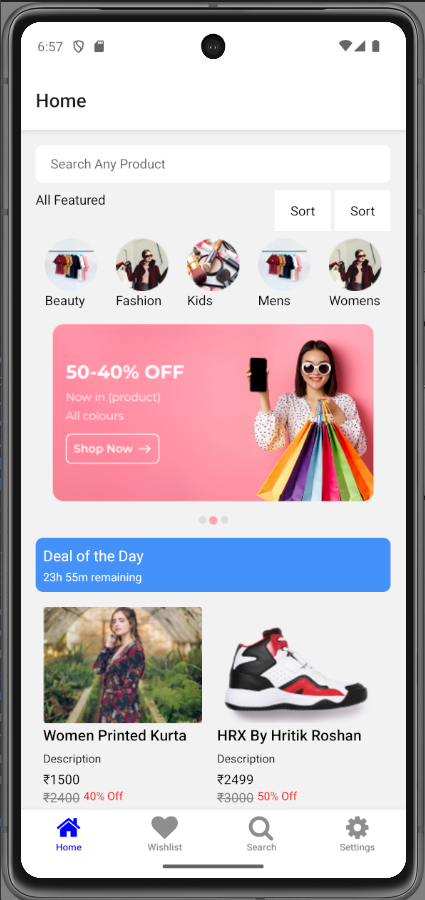 6:57
Home
Search Any Product
All Featured
Sort
Sort
Beauty
Fashion
Kids
Mens
Womens
50-40% OFF
Now in (product)
All colours
Shop Now →
Deal of the Day
23h 55m remaining
Women Printed Kurta
Description
₹1500
₹2400 40% Off
HRX By Hritik Roshan
Description
₹2499
₹3000 50% Off
Home
Wishlist
Search
Settings